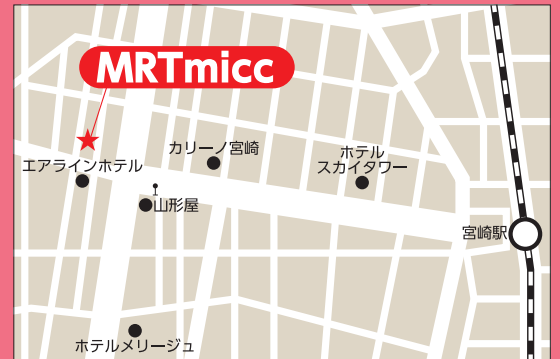 MRTmicc
カリーノ宮崎
ホテル
スカイタワー
エアラインホテル
山形屋
宮崎駅
ホテルメリージュ